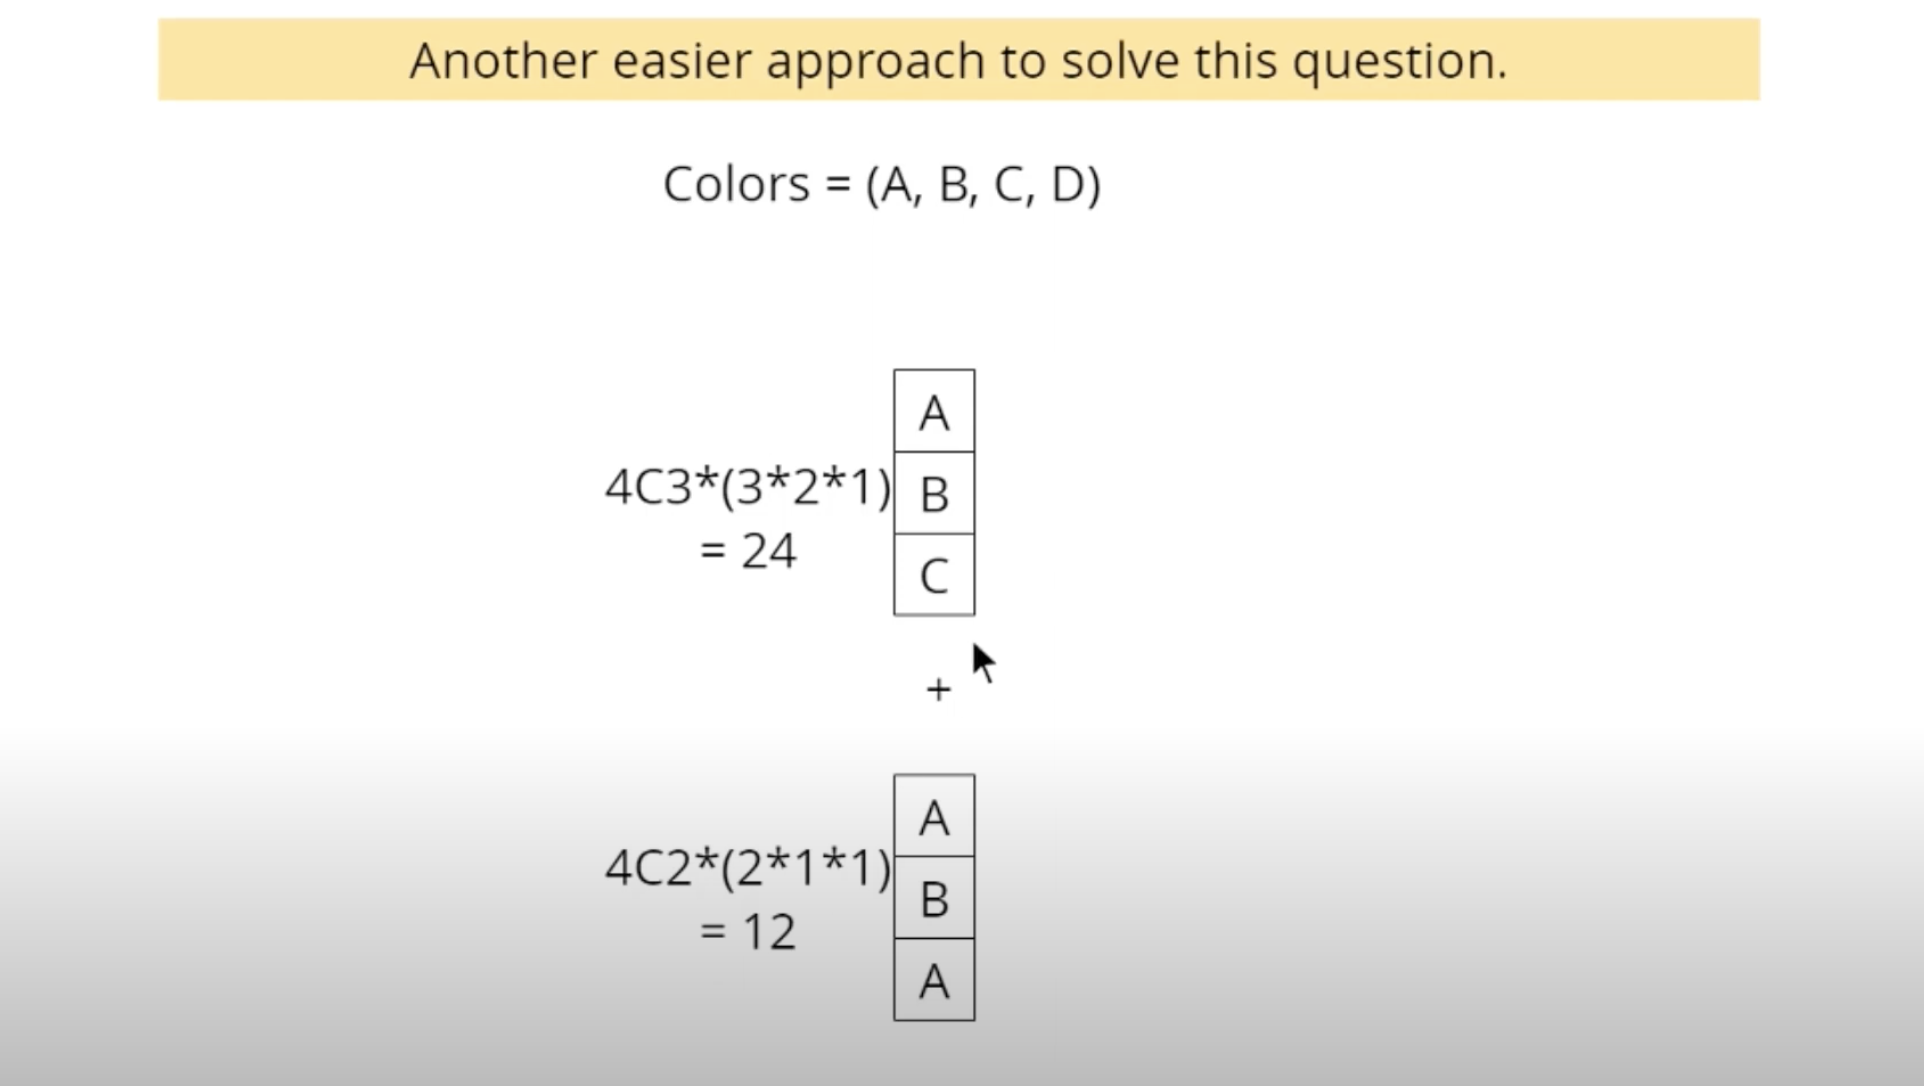 Another easier approach to solve this question.
Colors = (A, B, C, D)
A
4C3*(3*2*1) B
= 24
C
+
A
4C2*(2*1*1) B
= 12
A